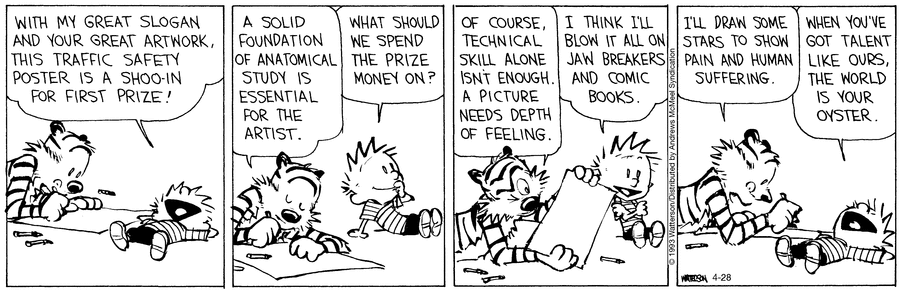 WITH MY GREAT SLOGAN
AND YOUR GREAT ARTWORK,
THIS TRAFFIC SAFETY
POSTER IS A SHOO-IN
FOR FIRST PRIZE!
A SOLID
FOUNDATION
OF ANATOMICAL
STUDY IS
ESSENTIAL
FOR THE
ARTIST.
WHAT SHOULD
WE SPEND
THE PRIZE
MONEY ON?
OF COURSE,
TECHNICAL
SKILL ALONE
ISN'T ENOUGH.
A PICTURE
NEEDS DEPTH
OF FEELING.
I THINK I'LL
BLOW IT ALL ON
JAW BREAKERS
AND COMIC
BOOKS.
© 1993 Watterson/Distributed by Andrews McMeel Syndication
I'LL DRAW SOME
STARS TO SHOW
PAIN AND HUMAN
SUFFERING.
WHEN YOU'VE
GOT TALENT
LIKE OURS,
THE WORLD
IS YOUR
OYSTER.
WATTERSON 4-28